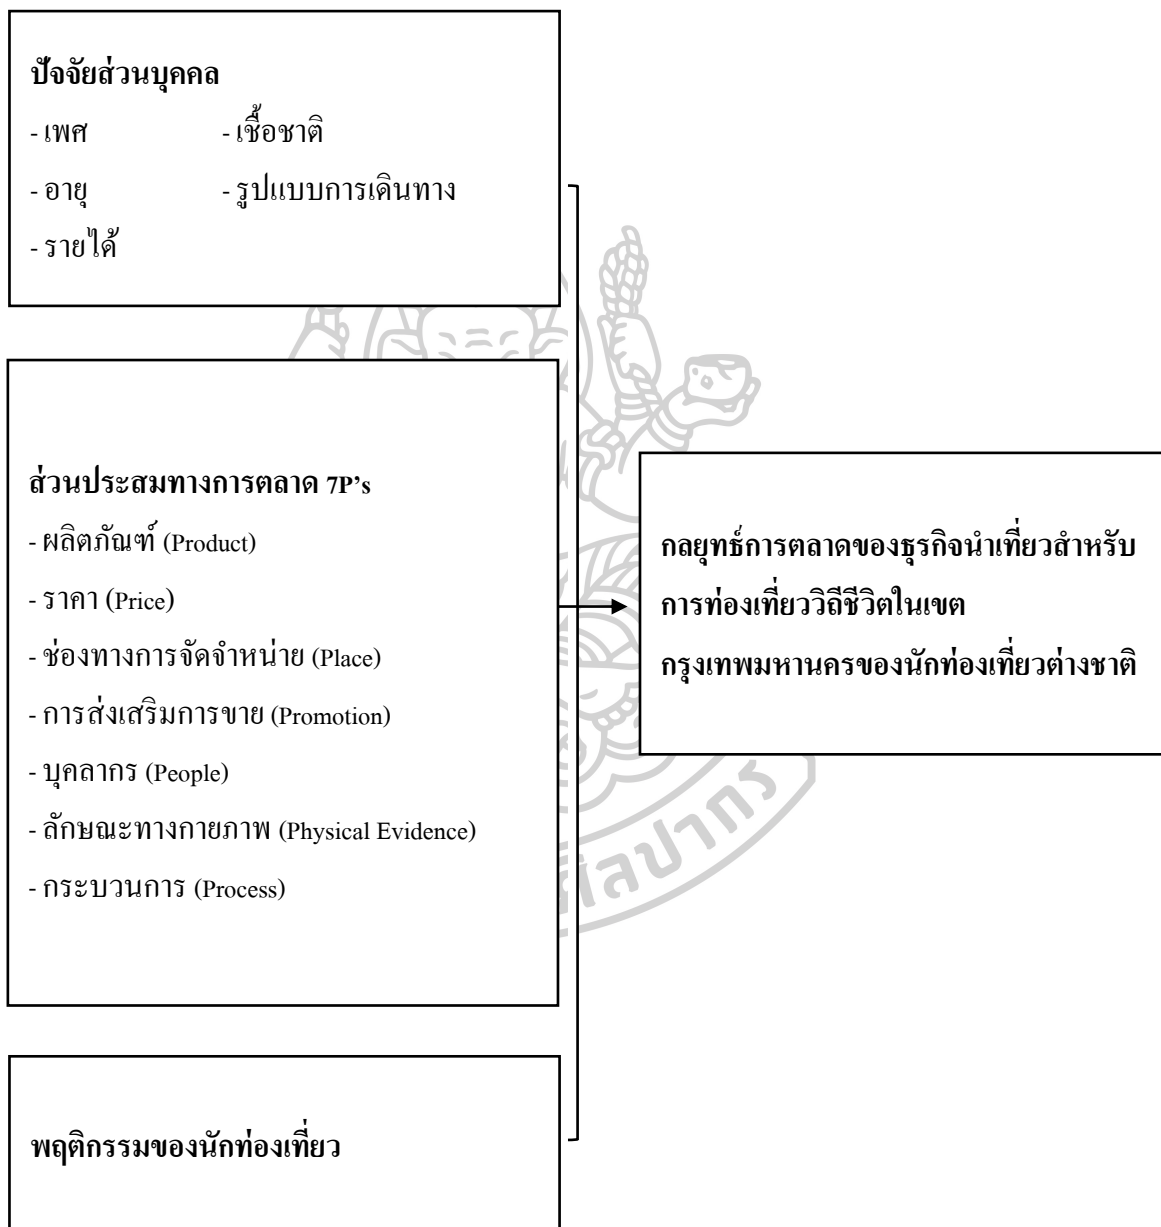 ปัจจัยส่วนบุคคล
- เพศ - เชื้อชาติ
- อายุ - รูปแบบการเดินทาง
- รายได้
ส่วนประสมทางการตลาด 7P’s
- ผลิตภัณฑ์ (Product)
- ราคา (Price)
- ช่องทางการจัดจำหน่าย (Place)
- การส่งเสริมการขาย (Promotion)
- บุคลากร (People)
- ลักษณะทางกายภาพ (Physical Evidence)
- กระบวนการ (Process)
กลยุทธ์การตลาดของธุรกิจนำเที่ยวสำหรับ
การท่องเที่ยววิถีชีวิตในเขต
กรุงเทพมหานครของนักท่องเที่ยวต่างชาติ
ศิลปากร
พฤติกรรมของนักท่องเที่ยว